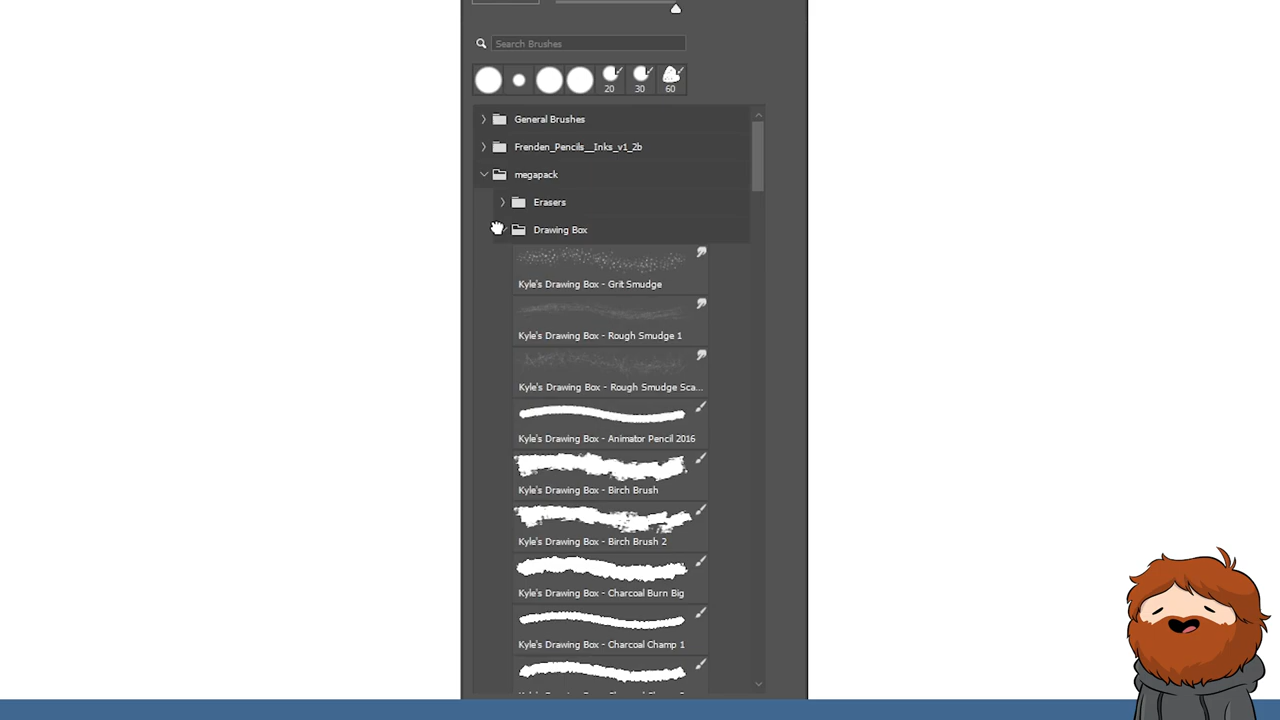 Search Brushes
20 30 60
General Brushes
Frenden_Pencils__Inks_v1_2b
megapack
Erasers
Drawing Box
Kyle's Drawing Box - Grit Smudge
Kyle's Drawing Box - Rough Smudge 1
Kyle's Drawing Box - Rough Smudge Sca...
Kyle's Drawing Box - Animator Pencil 2016
Kyle's Drawing Box - Birch Brush
Kyle's Drawing Box - Birch Brush 2
Kyle's Drawing Box - Charcoal Burn Big
Kyle's Drawing Box - Charcoal Champ 1